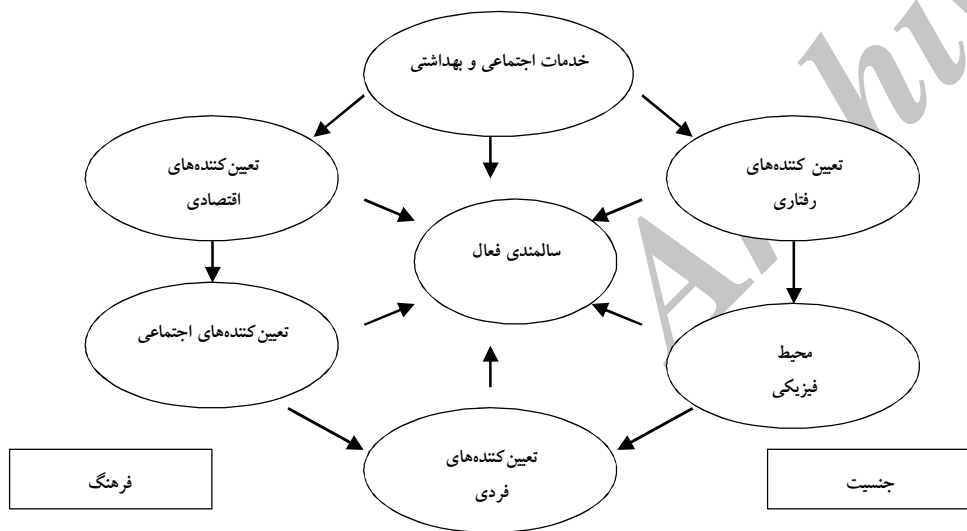 خدمات اجتماعی و بهداشتی
تعیین کننده‌های
رفتاری
تعیین‌کننده‌های
اقتصادی
سالمندی فعال
تعیین‌کننده‌های اجتماعی
محیط
فیزیکی
تعیین‌کننده‌های
فردی
جنسیت
فرهنگ